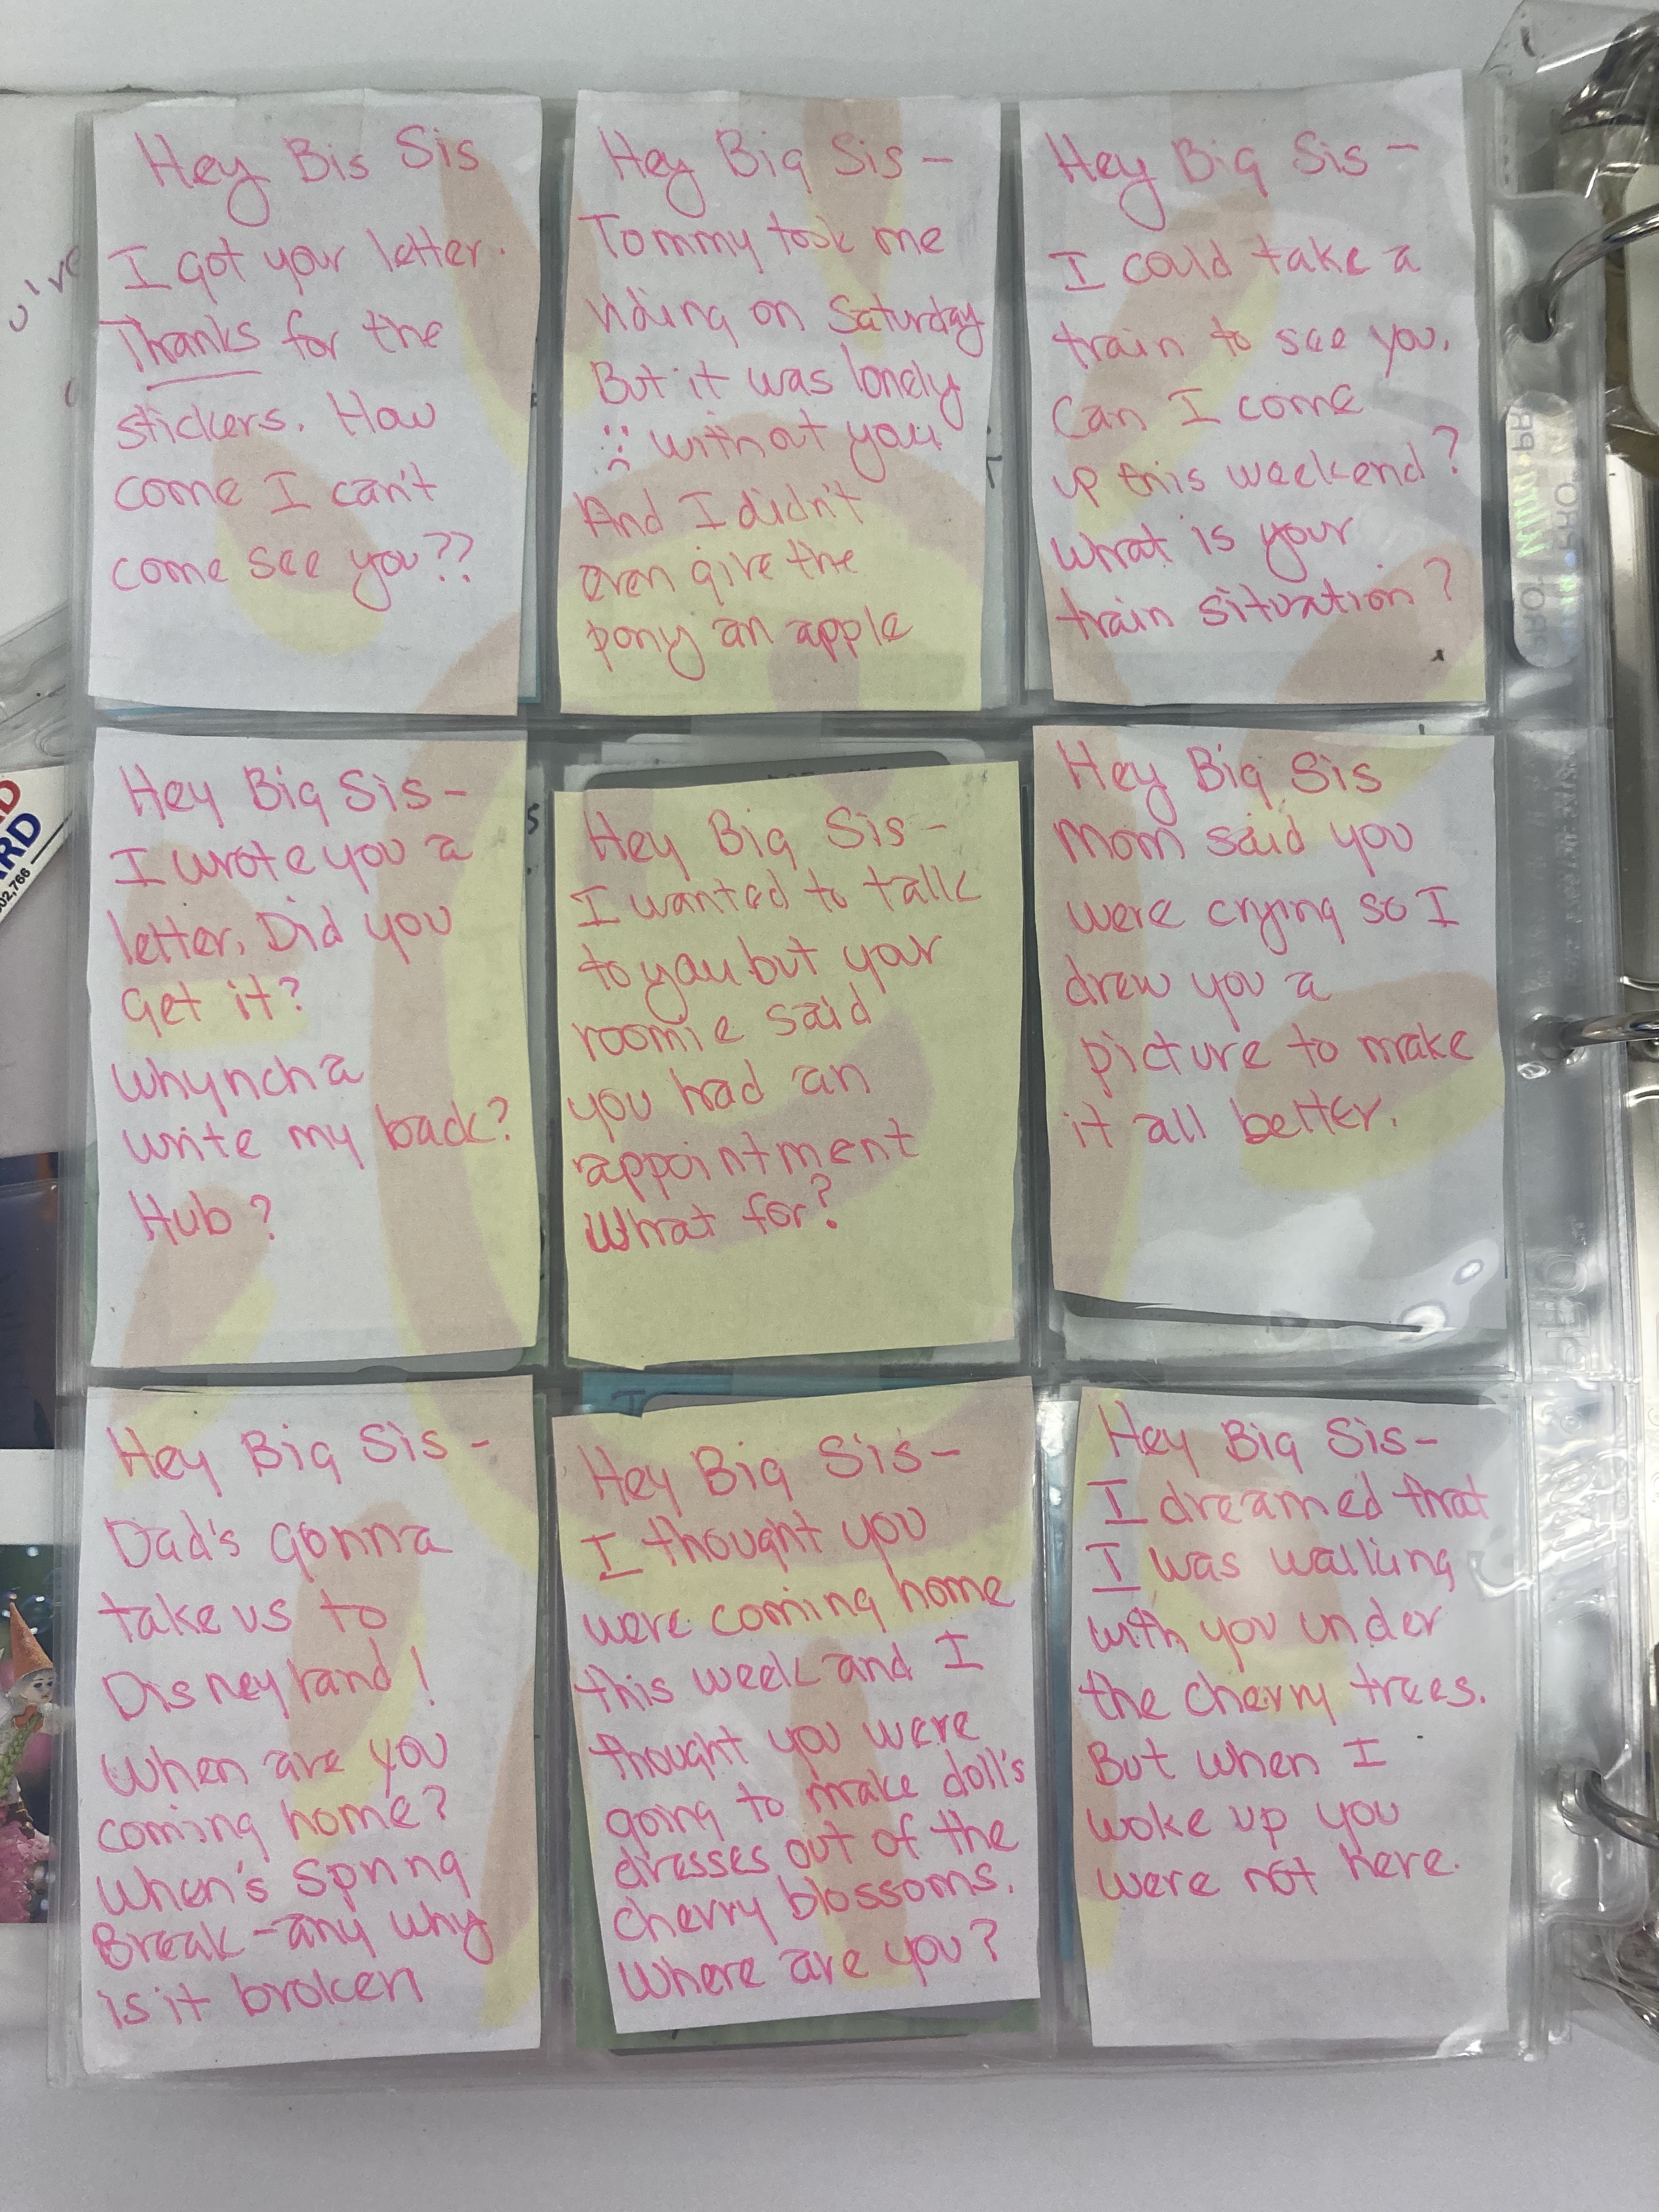 Hey Bis Sis
I got your letter.
Thanks for the
stickers. How
come I can't
come see you??
Hey Big Sis -
Tommy took me
riding on Saturday
But it was lonely
:( without you
And I didn't
even give the
pony an apple
Hey Big Sis -
I could take a
train to see you.
Can I come
up this weekend?
What is your
train situation?
Hey Big Sis -
I wrote you a
letter. Did you
get it?
Whyncha
write my back?
Hub?
Hey Big Sis -
I wanted to talk
to you but your
roomie said
you had an
appointment
What for?
Hey Big Sis
Mom said you
were crying so I
drew you a
picture to make
it all better.
Hey Big Sis -
Dad's gonna
take us to
Disneyland!
When are you
coming home?
When's Spring
Break - any why
is it broken
Hey Big Sis -
I thought you
were coming home
this week and I
thought you were
going to make doll's
dresses out of the
cherry blossoms.
Where are you?
Hey Big Sis -
I dreamed that
I was walking
with you under
the cherry trees.
But when I
woke up you
were not here.